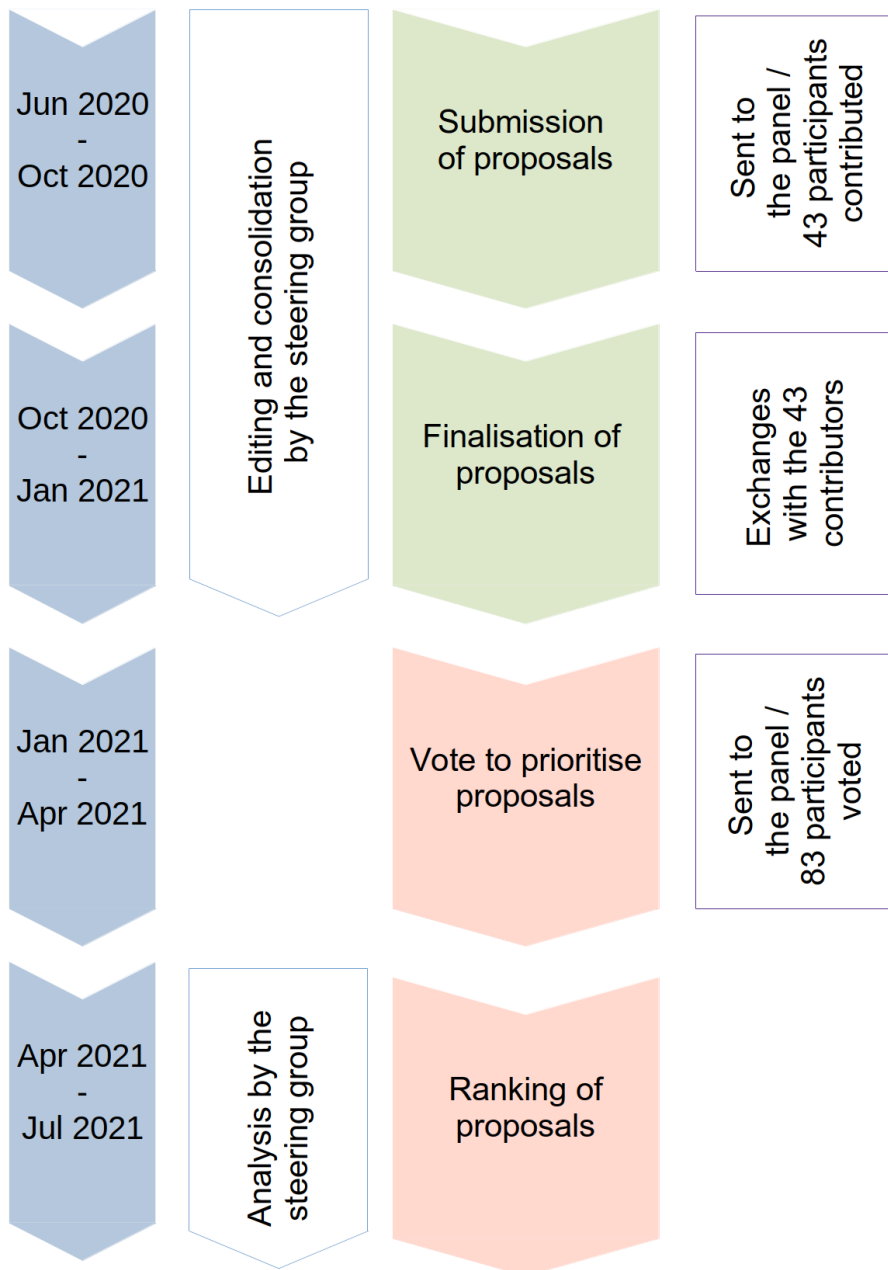 Jun 2020
-
Oct 2020
Editing and consolidation
by the steering group
Submission
of proposals
Sent to
the panel /
43 participants
contributed
Oct 2020
-
Jan 2021
Finalisation of
proposals
Exchanges
with the 43
contributors
Jan 2021
-
Apr 2021
Vote to prioritise
proposals
Sent to
the panel /
83 participants
voted
Apr 2021
-
Jul 2021
Analysis by the
steering group
Ranking of
proposals